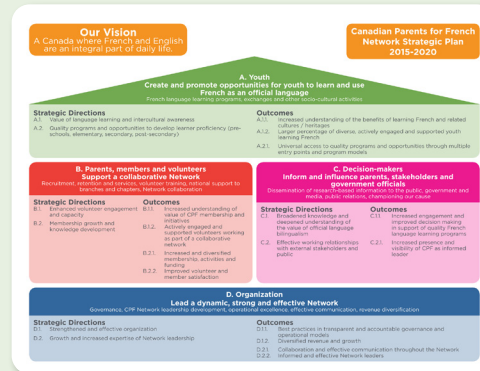 Our Vision
A Canada where French and English
are an integral part of daily life.
Canadian Parents for French
Network Strategic Plan
2015-2020
A. Youth
Create and promote opportunities for youth to learn and use
French as an official language
French language learning programs, exchanges and other socio-cultural activities
Strategic Directions
A.1. Value of language learning and intercultural awareness
A.2. Quality programs and opportunities to develop learner proficiency (pre-
schools, elementary, secondary, post-secondary)
Outcomes
A.1.1. Increased understanding of the benefits of learning French and related
cultures / heritages
A.1.2. Larger percentage of diverse, actively engaged and supported youth
learning French
A.2.1. Universal access to quality programs and opportunities through multiple
entry points and program models
B. Parents, members and volunteers
Support a collaborative Network
Recruitment, retention and services, volunteer training, national support to
branches and chapters, Network collaboration
Strategic Directions
B.1. Enhanced volunteer engagement
and capacity
B.2. Membership growth and
knowledge development
Outcomes
B.1.1. Increased understanding of
value of CPF membership and
initiatives
B.1.2. Actively engaged and
supported volunteers working
as part of a collaborative
network
B.2.1. Increased and diversified
membership, activities and
funding
B.2.2. Improved volunteer and
member satisfaction
C. Decision-makers
Inform and influence parents, stakeholders and
government officials
Dissemination of research-based information to the public, government and
media, public relations, championing our cause
Strategic Directions
C.1. Broadened knowledge and
deepened understanding of
the value of official language
bilingualism
C.2. Effective working relationships
with external stakeholders and
public
Outcomes
C.1.1. Increased engagement and
improved decision making
in support of quality French
language learning programs
C.2.1. Increased presence and
visibility of CPF as informed
leader
D. Organization
Lead a dynamic, strong and effective Network
Governance, CPF Network leadership development, operational excellence, effective communication, revenue diversification
Strategic Directions
D.1. Strengthened and effective organization
D.2. Growth and increased expertise of Network leadership
Outcomes
D.1.1. Best practices in transparent and accountable governance and
operational models
D.1.2. Diversified revenue and growth
D.2.1. Collaboration and effective communication throughout the Network
D.2.2. Informed and effective Network leaders